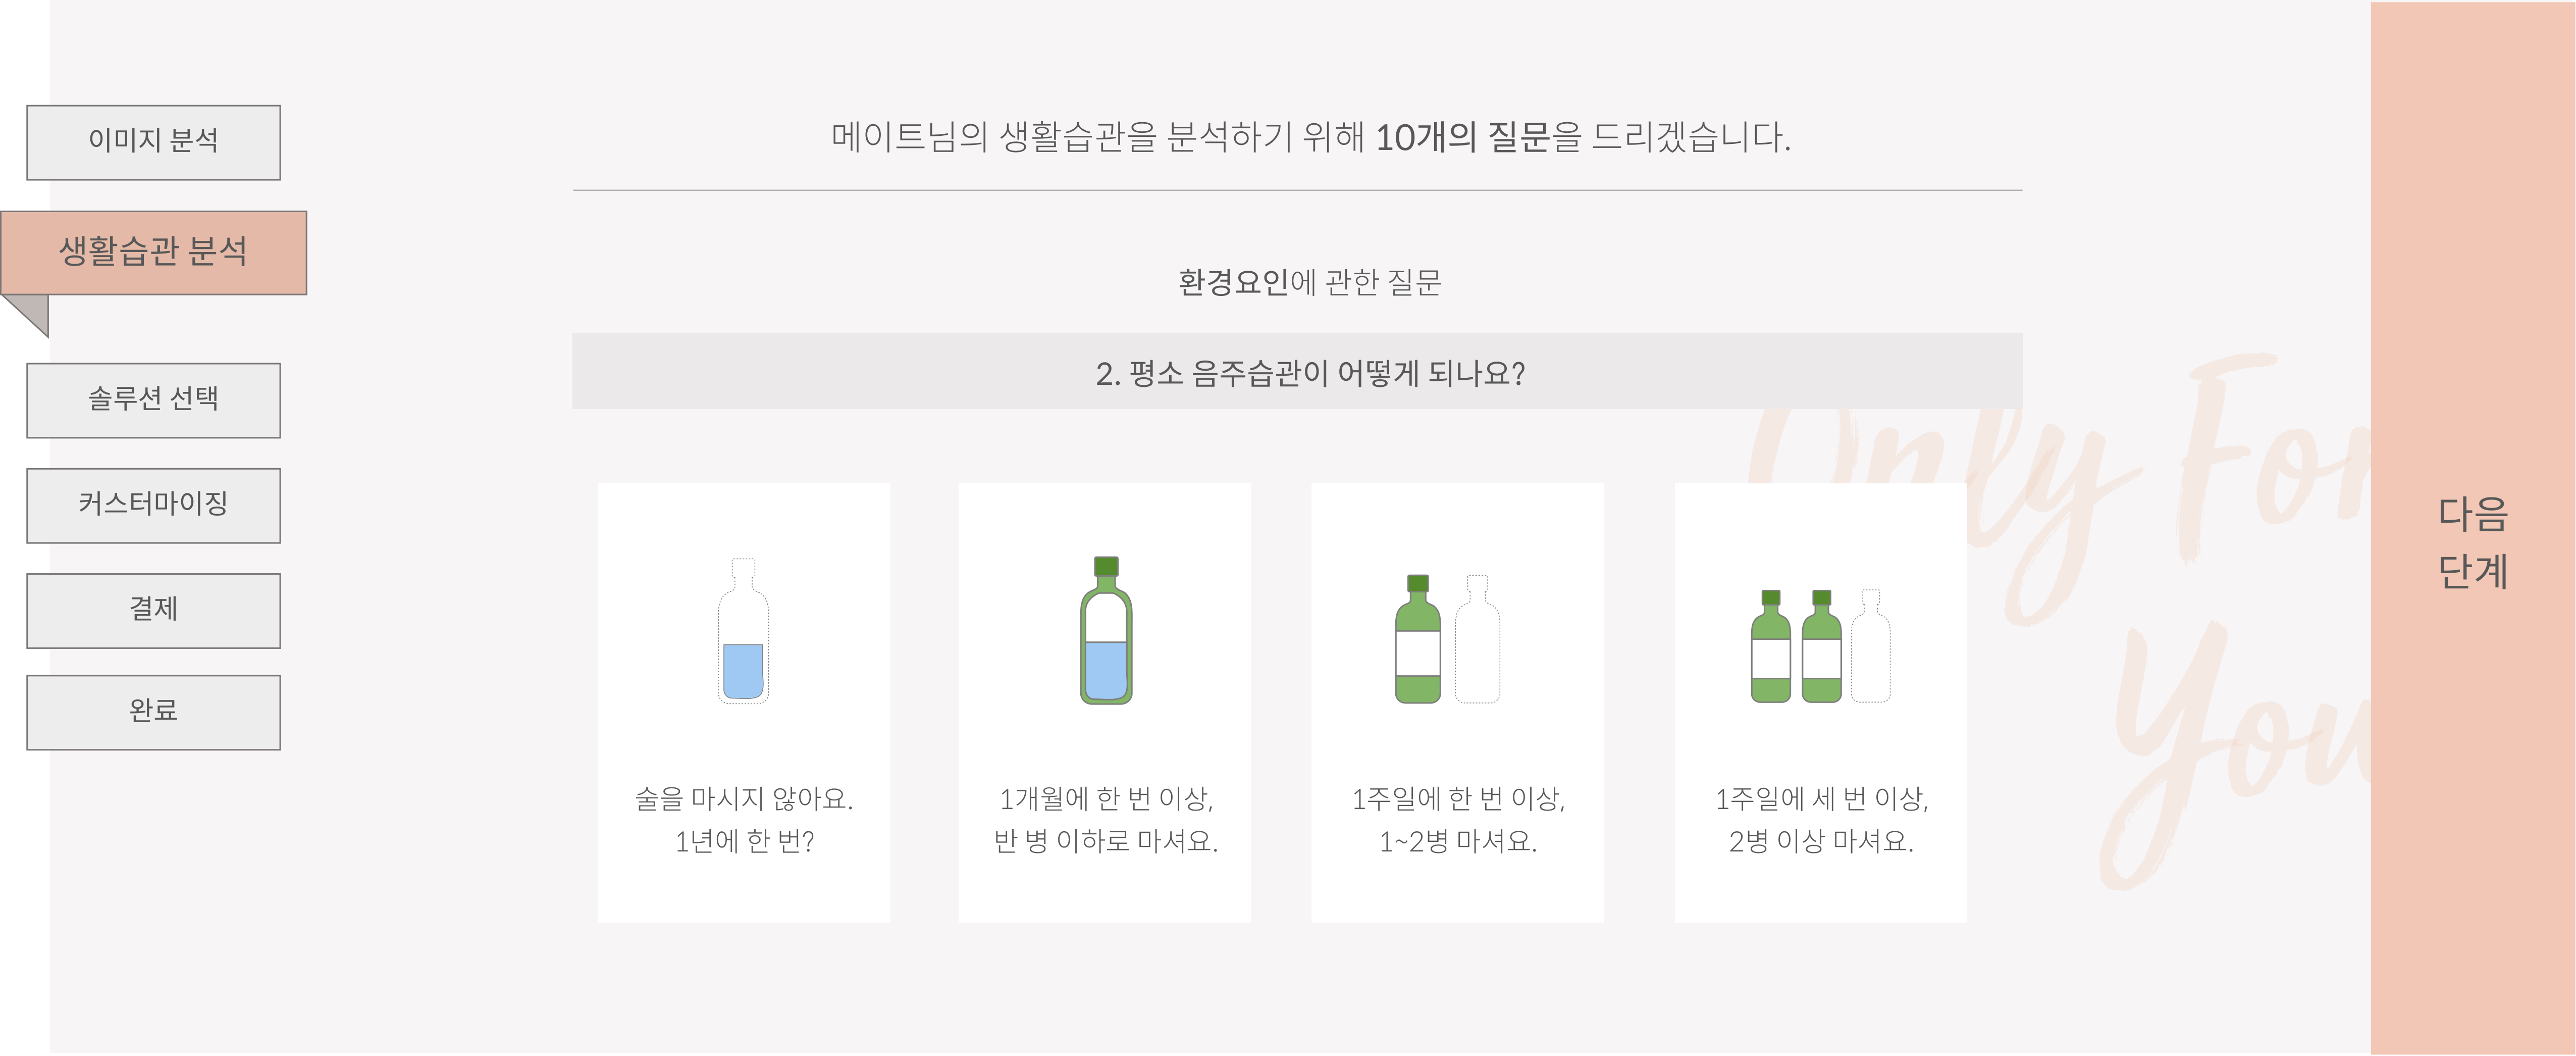 이미지 분석
생활습관 분석
솔루션 선택
커스터마이징
결제
완료
메이트님의 생활습관을 분석하기 위해 10개의 질문을 드리겠습니다.
환경요인에 관한 질문
2. 평소 음주습관이 어떻게 되나요?
술을 마시지 않아요.
1년에 한 번?
1개월에 한 번 이상,
반 병 이하로 마셔요.
1주일에 한 번 이상,
1~2병 마셔요.
1주일에 세 번 이상,
2병 이상 마셔요.
Only For
You
다음
단계